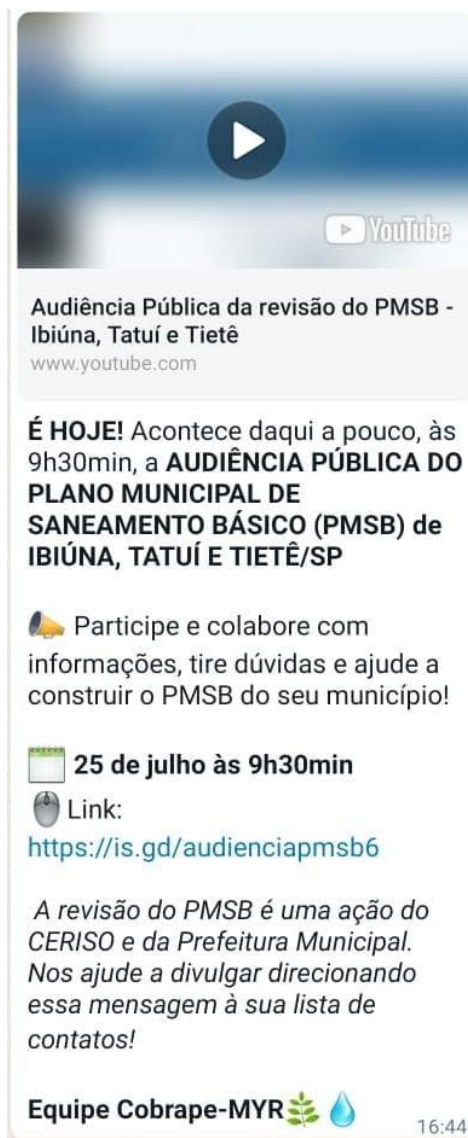 YouTube
Audiência Pública da revisão do PMSB -
Ibiúna, Tatuí e Tietê
www.youtube.com
É HOJE! Acontece daqui a pouco, às
9h30min, a AUDIÊNCIA PÚBLICA DO
PLANO MUNICIPAL DE
SANEAMENTO BÁSICO (PMSB) de
IBIÚNA, TATUÍ E TIETÊ/SP
📣 Participe e colabore com
informações, tire dúvidas e ajude a
construir o PMSB do seu município!
🗓 25 de julho às 9h30min
🖱 Link:
https://is.gd/audienciapmsb6
A revisão do PMSB é uma ação do
CERISO e da Prefeitura Municipal.
Nos ajude a divulgar direcionando
essa mensagem à sua lista de
contatos!
Equipe Cobrape-MYR🌿💧
16:44